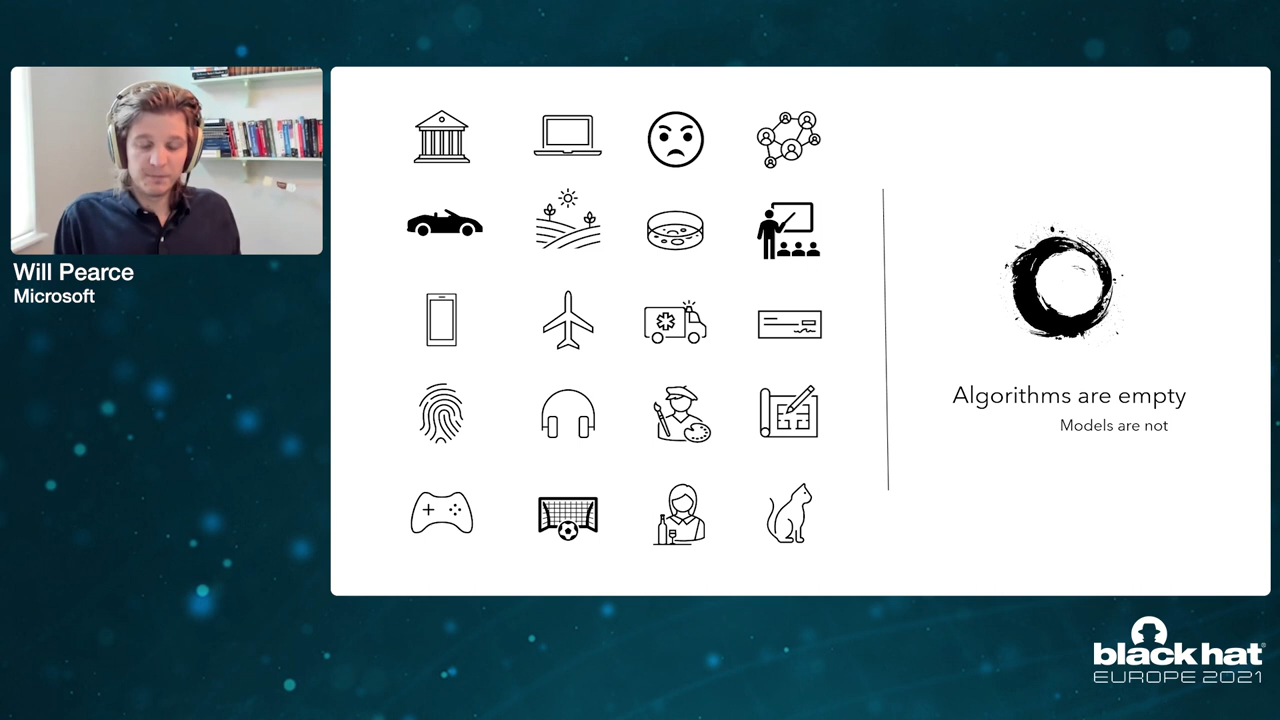 Will Pearce
Microsoft
Algorithms are empty
Models are not
black hat
EUROPE 2021